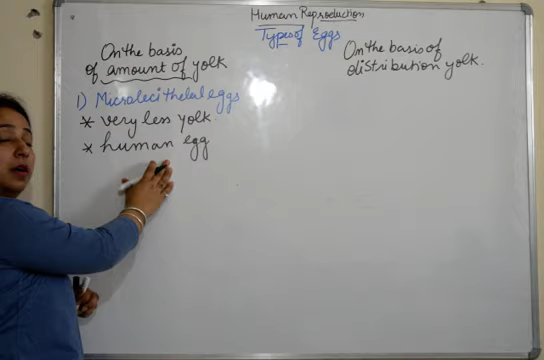 Human Reproduction
Types of Eggs
On the basis
of amount of yolk
1) Microlecithelal eggs
* very less yolk.
* human egg
On the basis of
distribution yolk.